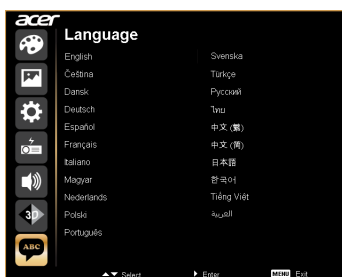 acer
Language
English
Čeština
Dansk
Deutsch
Español
Français
Italiano
Magyar
Nederlands
Polski
Português
Svenska
Türkçe
Русский
ไทย
中文 (繁)
中文 (简)
日本語
한국어
Tiếng Việt
العربية
3D
ABC
▲▼ Select ▶ Enter MENU Exit